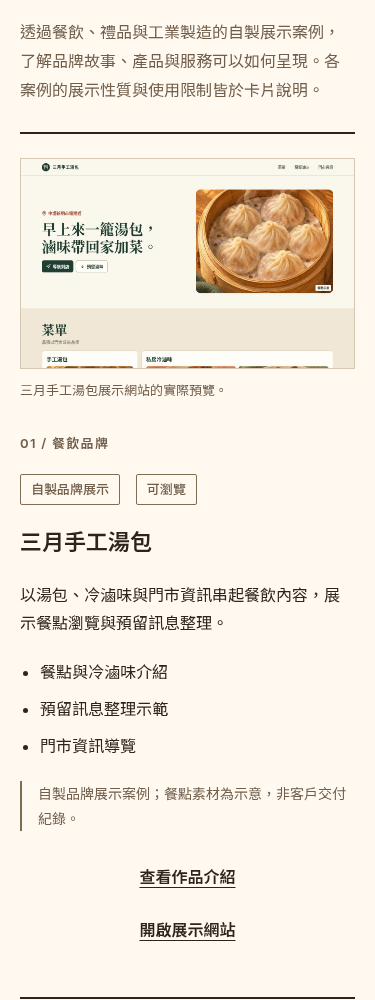 透過餐飲、禮品與工業製造的自製展示案例，
了解品牌故事、產品與服務可以如何呈現。各
案例的展示性質與使用限制皆於卡片說明。
三月手工湯包
菜單
早上來一籠湯包，
滷味帶回家加菜。
菜單
手工湯包
私房冷滷味
三月手工湯包展示網站的實際預覽。
01 / 餐飲品牌
自製品牌展示
可瀏覽
三月手工湯包
以湯包、冷滷味與門市資訊串起餐飲內容，展
示餐點瀏覽與預留訊息整理。
餐點與冷滷味介紹
預留訊息整理示範
門市資訊導覽
自製品牌展示案例；餐點素材為示意，非客戶交付
紀錄。
查看作品介紹
開啟展示網站